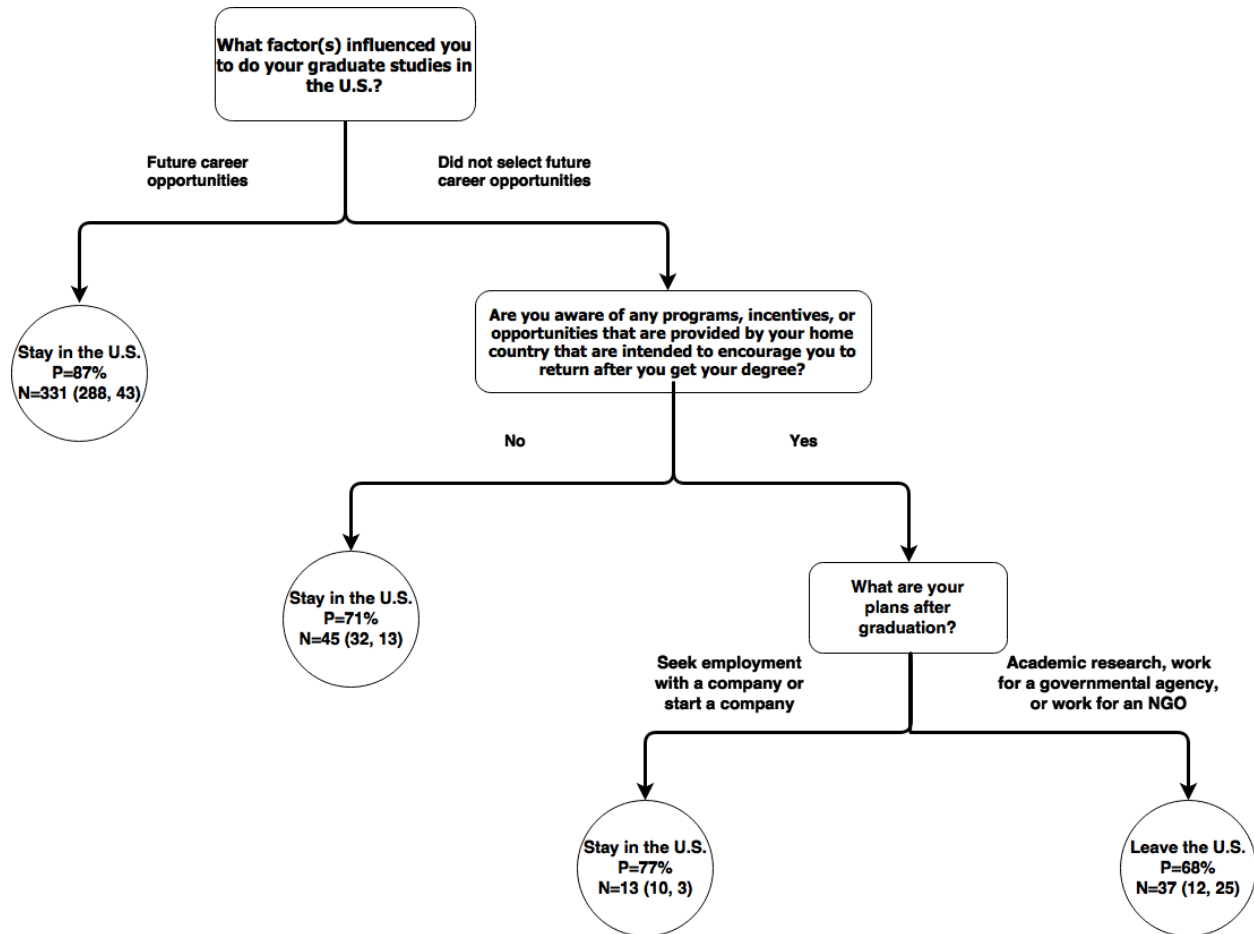 What factor(s) influenced you
to do your graduate studies in
the U.S.?
Future career
opportunities
Did not select future
career opportunities
Stay in the U.S.
P=87%
N=331 (288, 43)
Are you aware of any programs, incentives, or
opportunities that are provided by your home
country that are intended to encourage you to
return after you get your degree?
No
Yes
Stay in the U.S.
P=71%
N=45 (32, 13)
What are your
plans after
graduation?
Seek employment
with a company or
start a company
Academic research, work
for a governmental agency,
or work for an NGO
Stay in the U.S.
P=77%
N=13 (10, 3)
Leave the U.S.
P=68%
N=37 (12, 25)